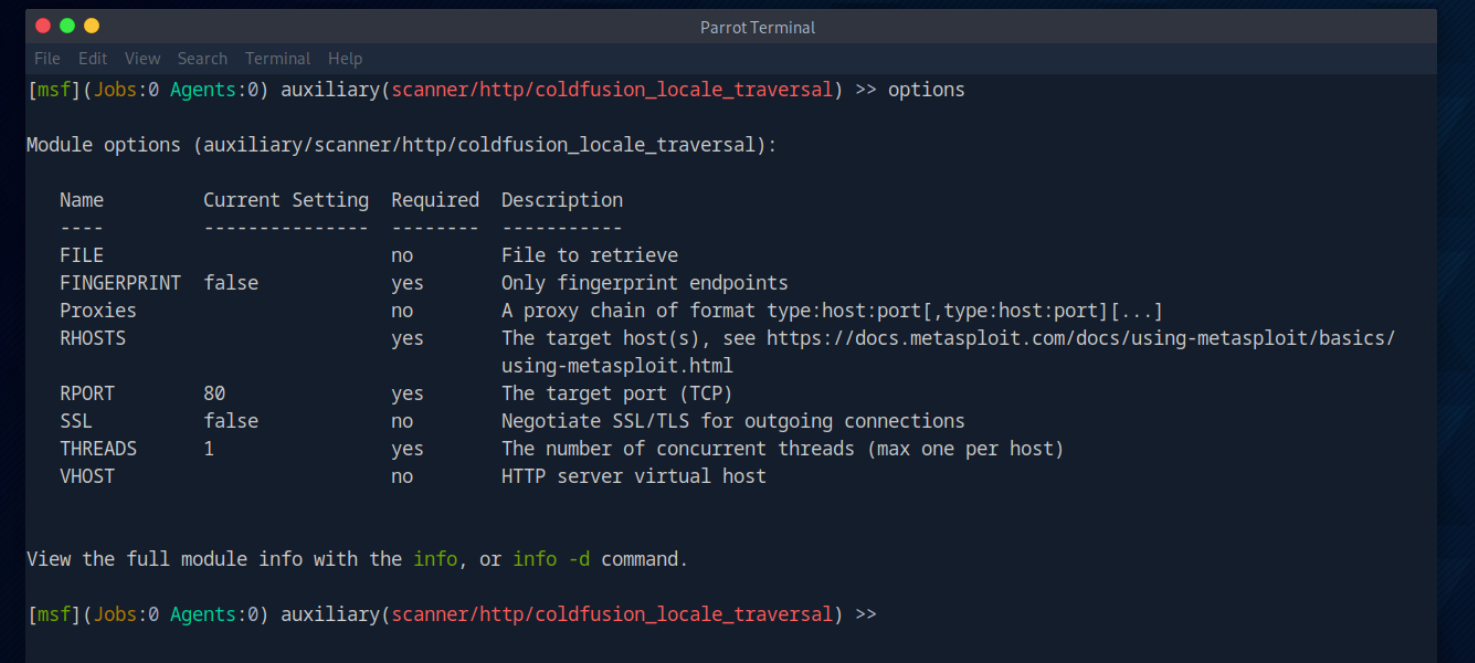 Parrot Terminal
File Edit View Search Terminal Help
[msf](Jobs:0 Agents:0) auxiliary(scanner/http/coldfusion_locale_traversal) >> options
Module options (auxiliary/scanner/http/coldfusion_locale_traversal):
Name Current Setting Required Description
---- --------------- -------- -----------
FILE no File to retrieve
FINGERPRINT false yes Only fingerprint endpoints
Proxies no A proxy chain of format type:host:port[,type:host:port][...]
RHOSTS yes The target host(s), see https://docs.metasploit.com/docs/using-metasploit/basics/
using-metasploit.html
RPORT 80 yes The target port (TCP)
SSL false no Negotiate SSL/TLS for outgoing connections
THREADS 1 yes The number of concurrent threads (max one per host)
VHOST no HTTP server virtual host
View the full module info with the info, or info -d command.
[msf](Jobs:0 Agents:0) auxiliary(scanner/http/coldfusion_locale_traversal) >>